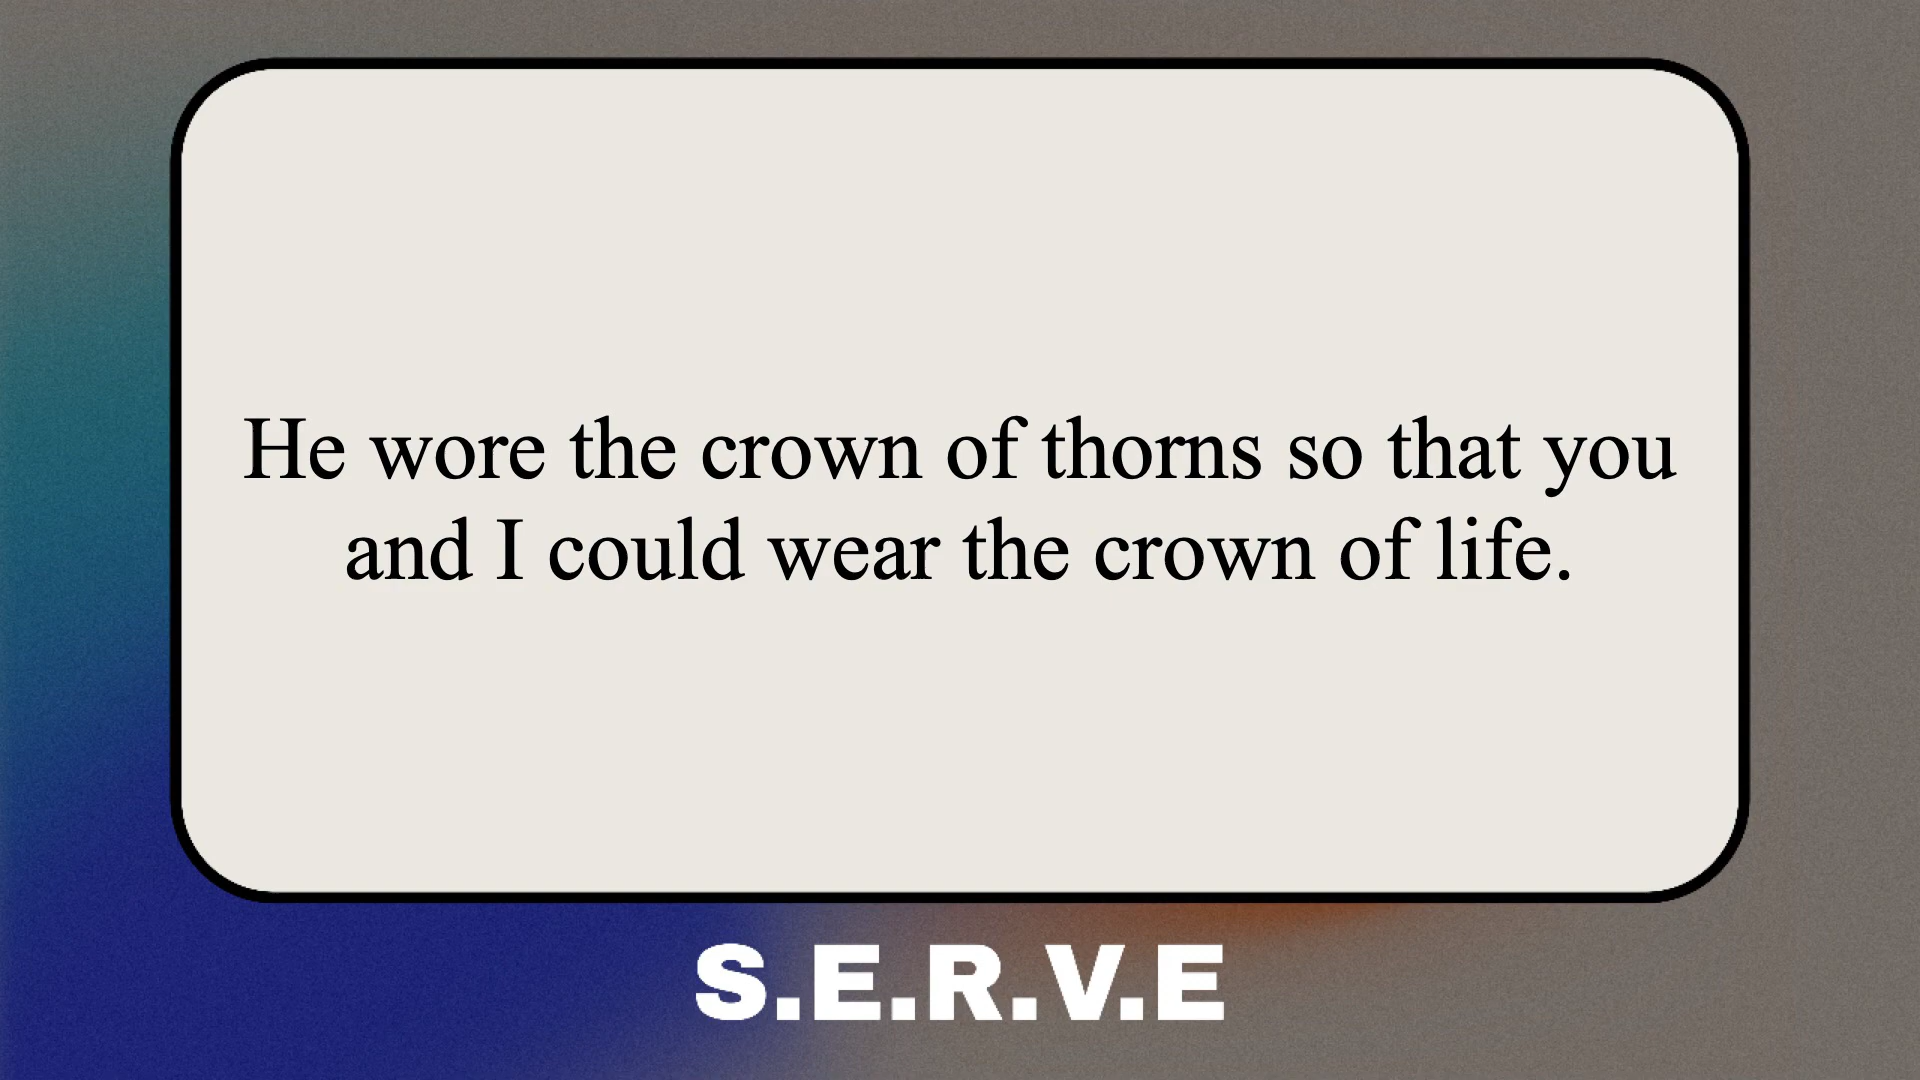 He wore the crown of thorns so that you
and I could wear the crown of life.
S.E.R.V.E